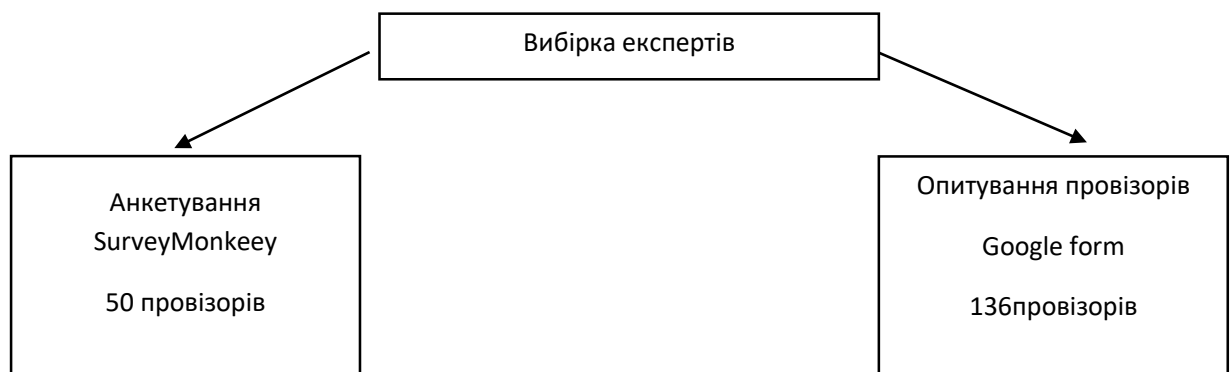 Вибірка експертів
Анкетування
SurveyMonkeey
50 провізорів
Опитування провізорів
Google form
136провізорів